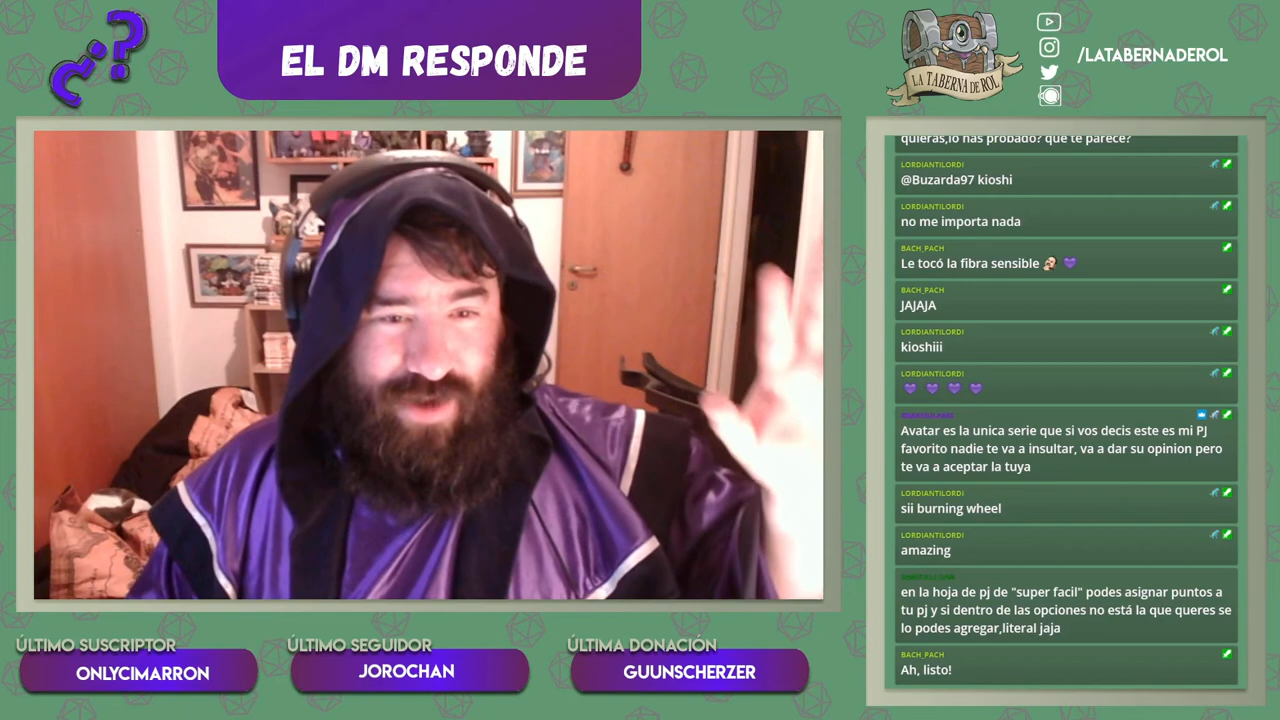 EL DM RESPONDE
LA TABERNA DE ROL
/LATABERNADEROL
quieras,lo has probado? que te parece?
LORDIANTILORDI
@Buzarda97 kioshi
LORDIANTILORDI
no me importa nada
BACH_PACH
Le tocó la fibra sensible
BACH_PACH
JAJAJA
LORDIANTILORDI
kioshiii
LORDIANTILORDI
Avatar es la unica serie que si vos decis este es mi PJ
favorito nadie te va a insultar, va a dar su opinion pero
te va a aceptar la tuya
LORDIANTILORDI
sii burning wheel
LORDIANTILORDI
amazing
en la hoja de pj de "super facil" podes asignar puntos a
tu pj y si dentro de las opciones no está la que queres se
lo podes agregar,literal jaja
BACH_PACH
Ah, listo!
ÚLTIMO SUSCRIPTOR
ONLYCIMARRON
ÚLTIMO SEGUIDOR
JOROCHAN
ÚLTIMA DONACIÓN
GUUNSCHERZER